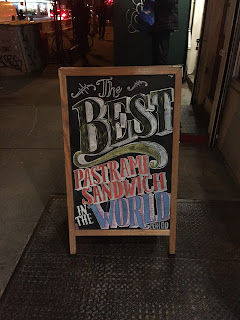 The
BEST
PASTRAMI
SANDWICH
IN THE WORLD